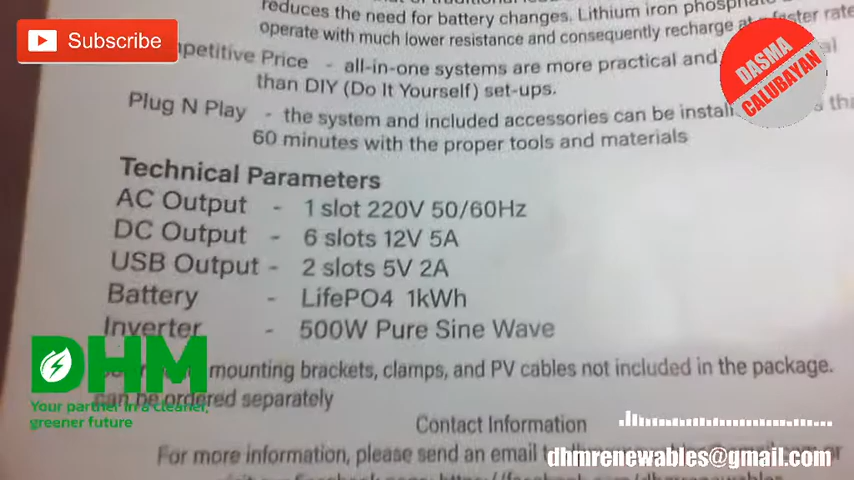 reduces the need for battery changes. Lithium iron phosphate
operate with much lower resistance and consequently recharge at a faster rate
Subscribe
Competitive Price - all-in-one systems are more practical and
than DIY (Do It Yourself) set-ups.
DASMA
CALUBAYAN
Plug N Play - the system and included accessories can be install
60 minutes with the proper tools and materials
Technical Parameters
AC Output - 1 slot 220V 50/60Hz
DC Output - 6 slots 12V 5A
USB Output - 2 slots 5V 2A
Battery - LifePO4 1kWh
Inverter - 500W Pure Sine Wave
mounting brackets, clamps, and PV cables not included in the package.
can be ordered separately
DHM
Your partner in a cleaner,
greener future
Contact Information
For more information, please send an email to
dhmrenewables@gmail.com